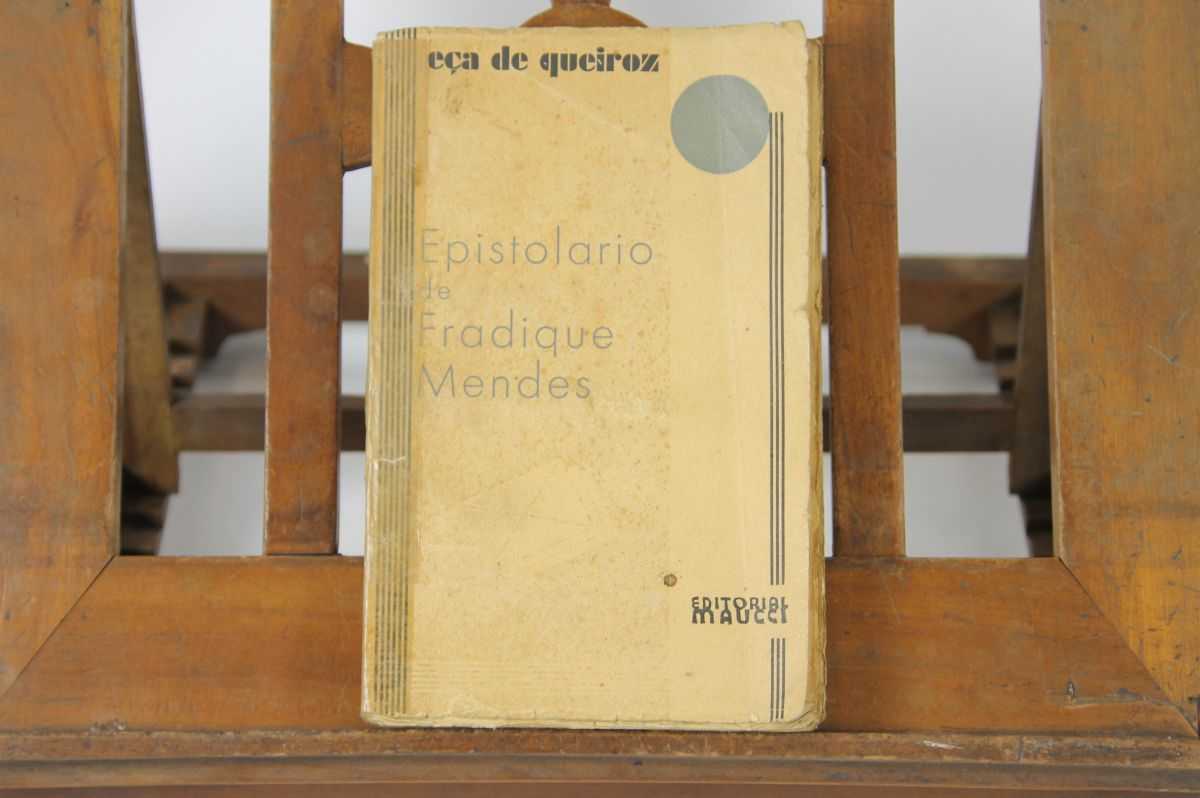 eça de queiroz
Epistolario
de
Fradique
Mendes
EDITORIAL
MAUCCI